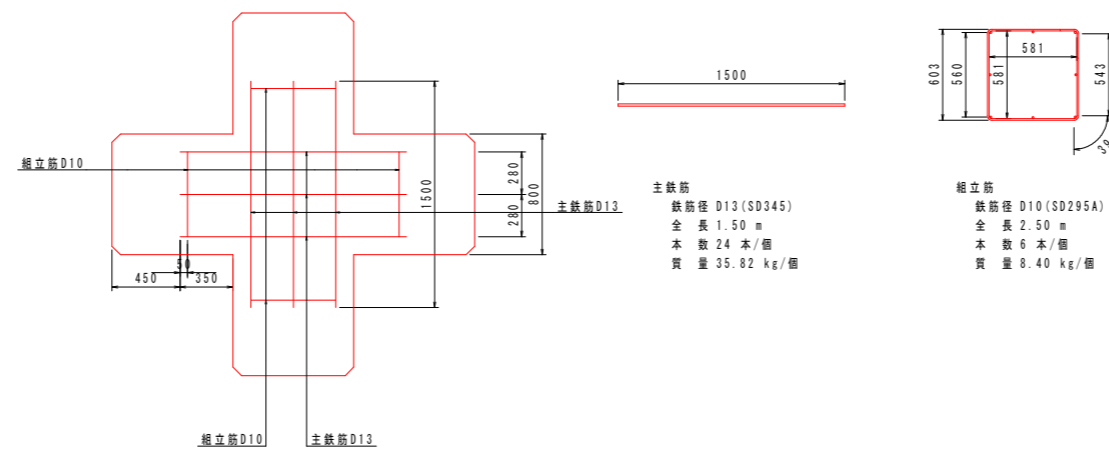 組立筋D10
1500
280
280
800
主鉄筋D13
50
450
350
組立筋D10
主鉄筋D13
1500
主鉄筋
鉄筋径 D13(SD345)
全 長 1.50 m
本 数 24 本/個
質 量 35.82 kg/個
603
560
581
581
543
組立筋
鉄筋径 D10(SD295A)
全 長 2.50 m
本 数 6 本/個
質 量 8.40 kg/個